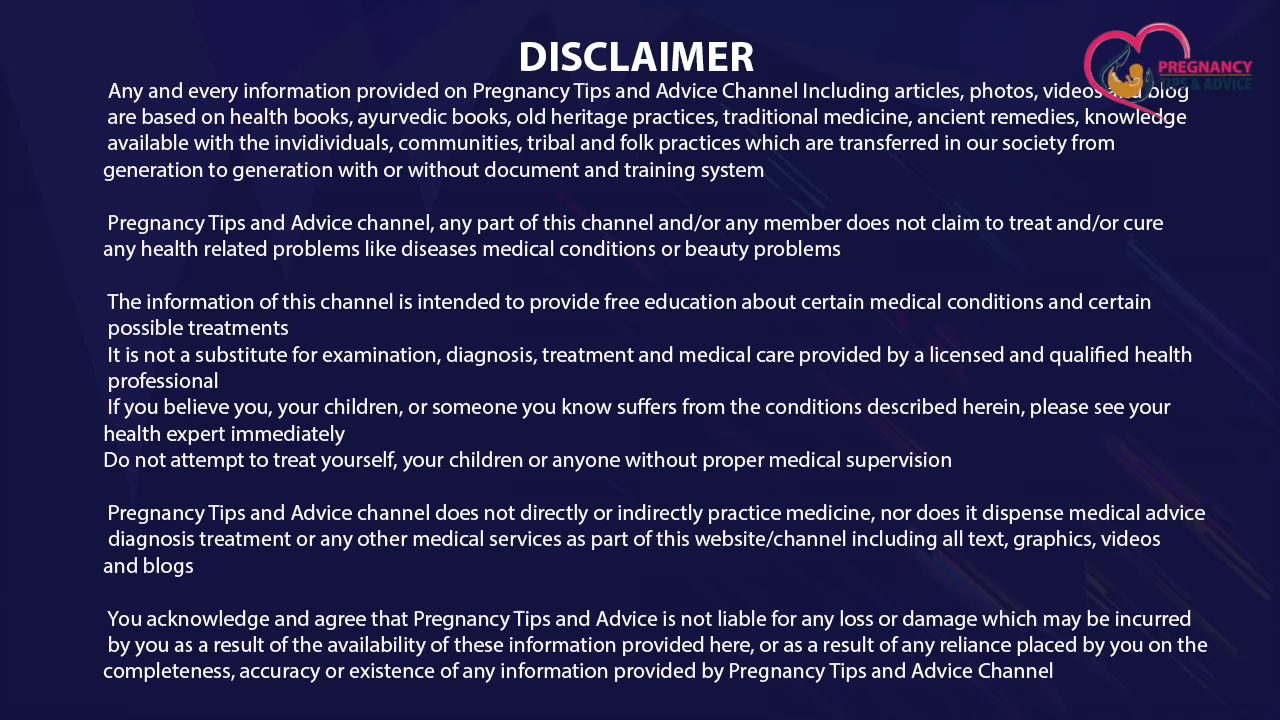 DISCLAIMER
PREGNANCY
TIPS & ADVICE
Any and every information provided on Pregnancy Tips and Advice Channel Including articles, photos, videos and blog
are based on health books, ayurvedic books, old heritage practices, traditional medicine, ancient remedies, knowledge
available with the invidividuals, communities, tribal and folk practices which are transferred in our society from
generation to generation with or without document and training system
Pregnancy Tips and Advice channel, any part of this channel and/or any member does not claim to treat and/or cure
any health related problems like diseases medical conditions or beauty problems
The information of this channel is intended to provide free education about certain medical conditions and certain
possible treatments
It is not a substitute for examination, diagnosis, treatment and medical care provided by a licensed and qualified health
professional
If you believe you, your children, or someone you know suffers from the conditions described herein, please see your
health expert immediately
Do not attempt to treat yourself, your children or anyone without proper medical supervision
Pregnancy Tips and Advice channel does not directly or indirectly practice medicine, nor does it dispense medical advice
diagnosis treatment or any other medical services as part of this website/channel including all text, graphics, videos
and blogs
You acknowledge and agree that Pregnancy Tips and Advice is not liable for any loss or damage which may be incurred
by you as a result of the availability of these information provided here, or as a result of any reliance placed by you on the
completeness, accuracy or existence of any information provided by Pregnancy Tips and Advice Channel